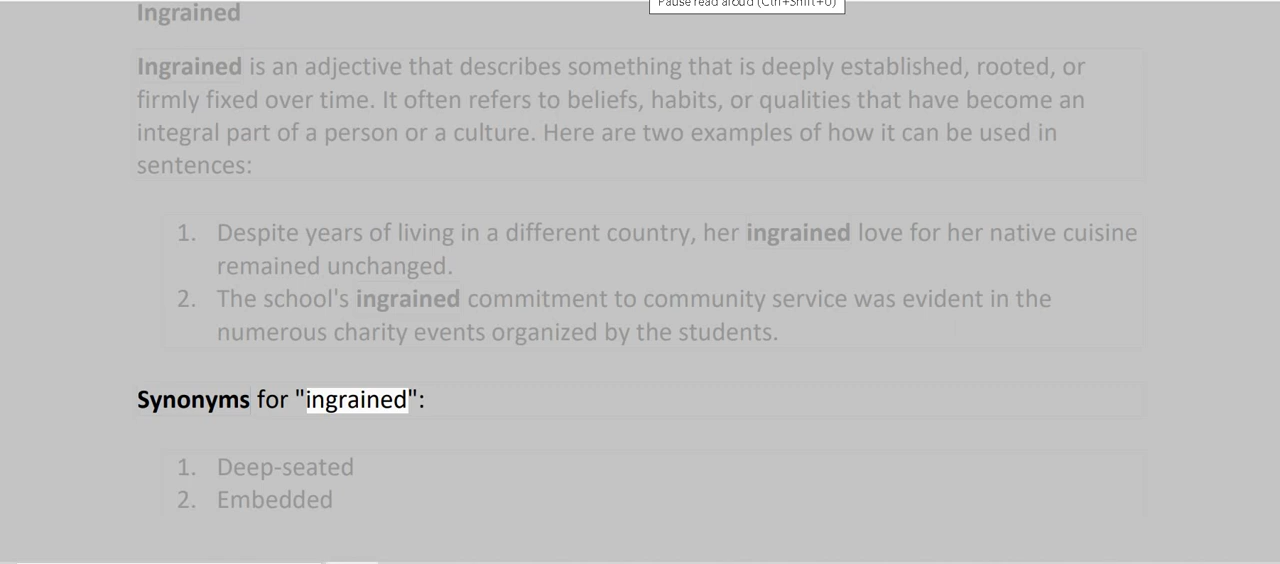 Pause read aloud (Ctrl+Shift+U)
Ingrained
Ingrained is an adjective that describes something that is deeply established, rooted, or
firmly fixed over time. It often refers to beliefs, habits, or qualities that have become an
integral part of a person or a culture. Here are two examples of how it can be used in
sentences:
1. Despite years of living in a different country, her ingrained love for her native cuisine
remained unchanged.
2. The school's ingrained commitment to community service was evident in the
numerous charity events organized by the students.
Synonyms for "ingrained":
1. Deep-seated
2. Embedded